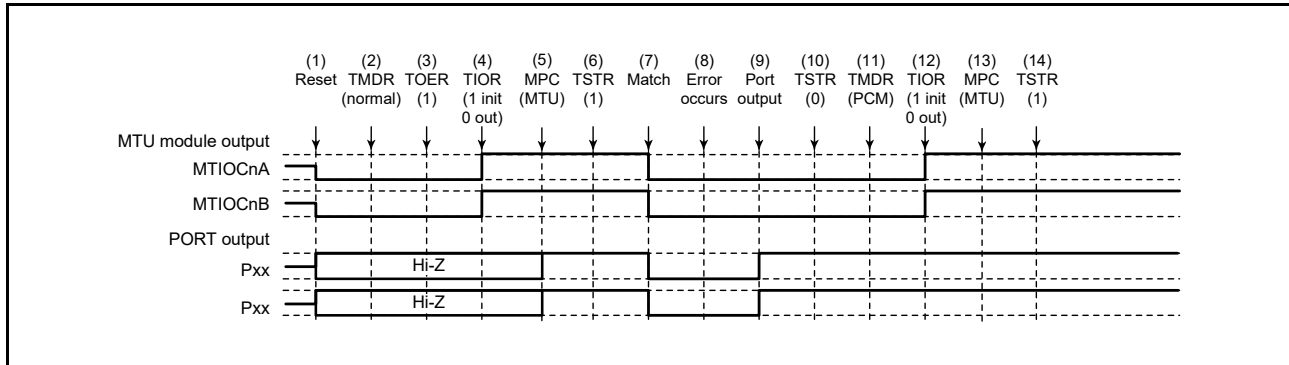 (1) (2) (3) (4) (5) (6) (7) (8) (9) (10) (11) (12) (13) (14)
Reset TMDR TOER TIOR MPC TSTR Match Error Port TSTR TMDR TIOR MPC TSTR
(normal) (1) (1 init (MTU) (1) occurs output (0) (PCM) (1 init (MTU) (1)
0 out) 0 out)
MTU module output
MTIOCnA
MTIOCnB
PORT output
Pxx Hi-Z
Pxx Hi-Z